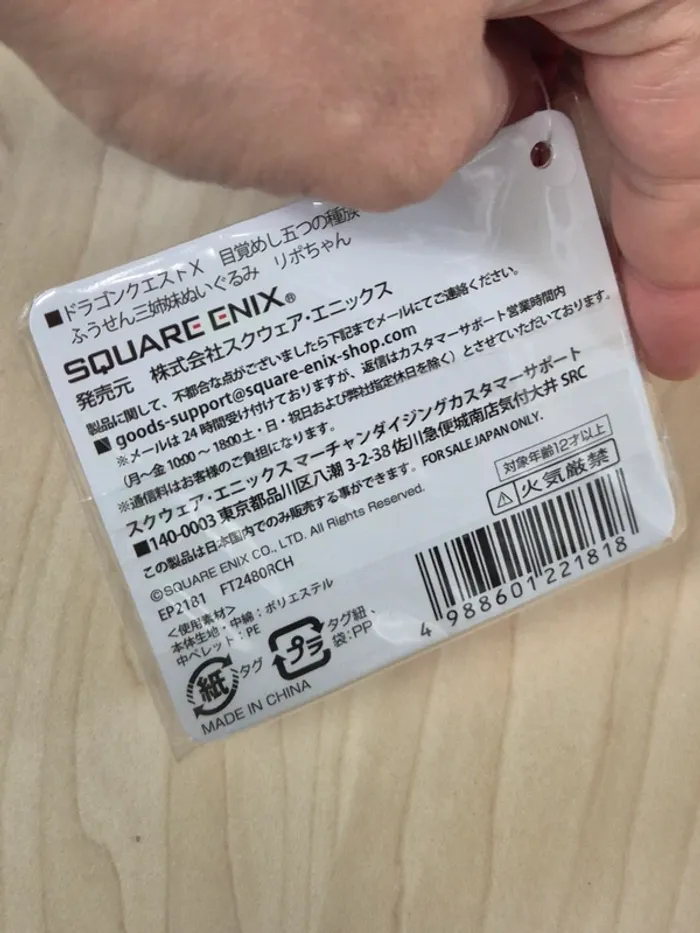 ■ドラゴンクエストX 目覚めし五つの種族
ふうせん三姉妹ぬいぐるみ リポちゃん
SQUARE ENIX®
発売元 株式会社スクウェア・エニックス
製品に関して、不都合な点がございましたら下記までメールにてご連絡ください。
■goods-support@square-enix-shop.com
※メールは24時間受け付けておりますが、返信はカスタマーサポート営業時間内
(月～金 10:00～18:00 土・日・祝日および弊社指定休日を除く)とさせていただいております。
※通信料はお客様のご負担になります。
スクウェア・エニックス マーチャンダイジングカスタマーサポート
■140-0003 東京都品川区八潮 3-2-38 佐川急便城南店気付大井 SRC
この製品は日本国内でのみ販売する事ができます。FOR SALE JAPAN ONLY.
©SQUARE ENIX CO., LTD. All Rights Reserved.
EP2181 FT2480RCH
対象年齢12才以上
⚠火気厳禁
<使用素材>
本体生地・中綿：ポリエステル
中ペレット：PE
紙 タグ
プラ タグ紐、
袋：PP
MADE IN CHINA
4 988601 221818